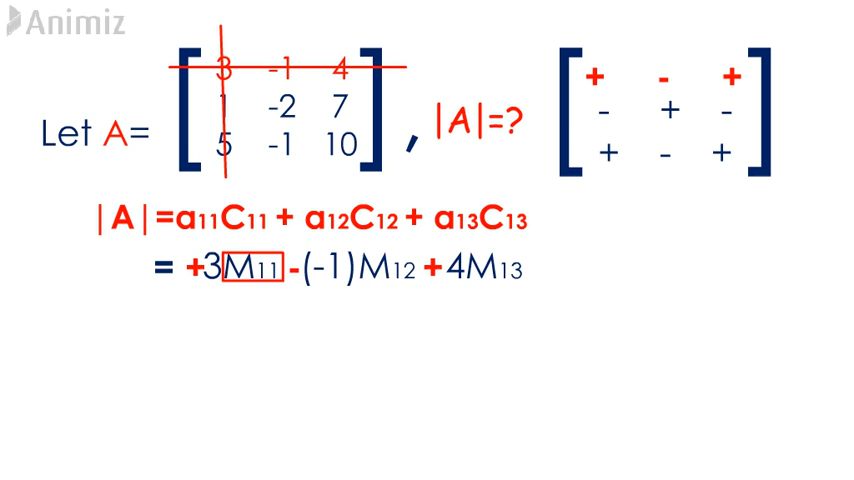 Animiz
3 -1 4
+ - +
Let A= 1 -2 7 , |A|=? - + -
5 -1 10 + - +
|A|=a11C11 + a12C12 + a13C13
= +3M11 -(-1)M12 +4M13